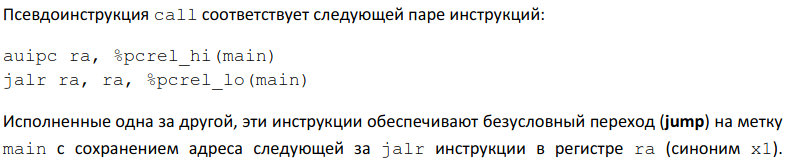 Псевдоинструкция call соответствует следующей паре инструкций:
auipc ra, %pcrel_hi(main)
jalr ra, ra, %pcrel_lo(main)
Исполненные одна за другой, эти инструкции обеспечивают безусловный переход (jump) на метку
main с сохранением адреса следующей за jalr инструкции в регистре ra (синоним x1).